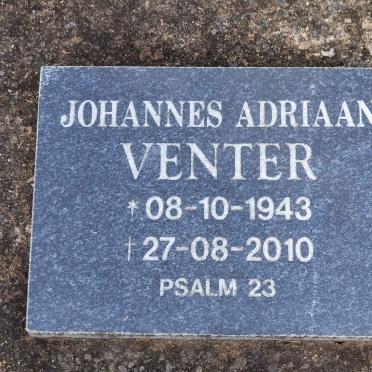 JOHANNES ADRIAAN
VENTER
* 08-10-1943
† 27-08-2010
PSALM 23